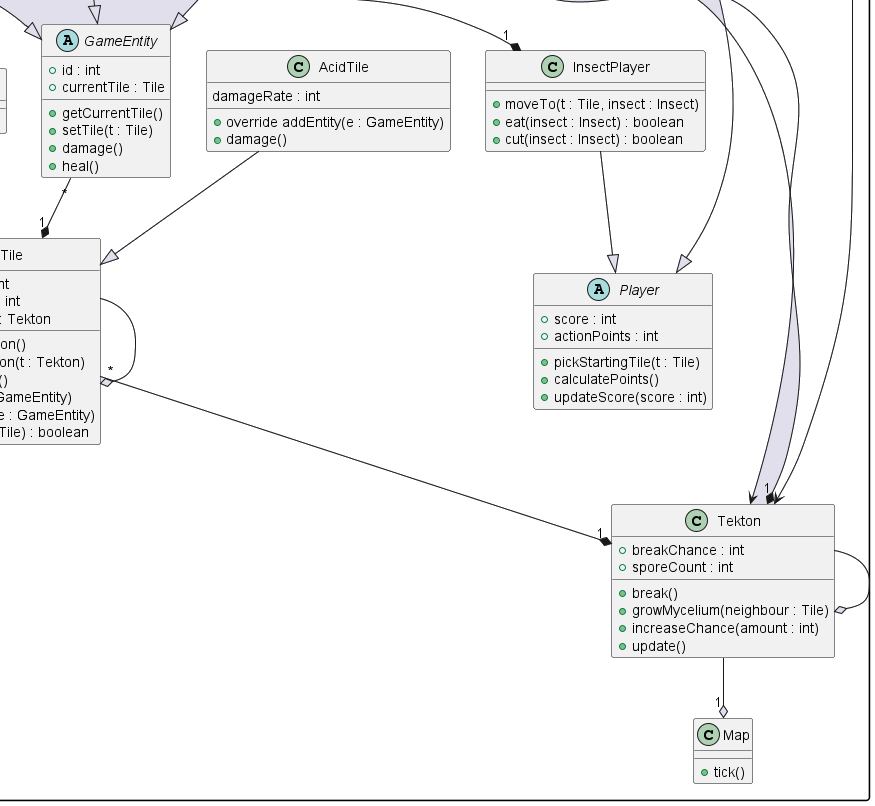 1
A GameEntity
id : int
currentTile : Tile
getCurrentTile()
setTile(t : Tile)
damage()
heal()
C AcidTile
damageRate : int
override addEntity(e : GameEntity)
damage()
C InsectPlayer
moveTo(t : Tile, insect : Insect)
eat(insect : Insect) : boolean
cut(insect : Insect) : boolean
*
1
Tile
int
: Tekton
Tekton)
GameEntity)
: GameEntity)
Tile) : boolean
*
A Player
score : int
actionPoints : int
pickStartingTile(t : Tile)
calculatePoints()
updateScore(score : int)
1
1
C Tekton
breakChance : int
sporeCount : int
break()
growMycelium(neighbour : Tile)
increaseChance(amount : int)
update()
1
C Map
tick()